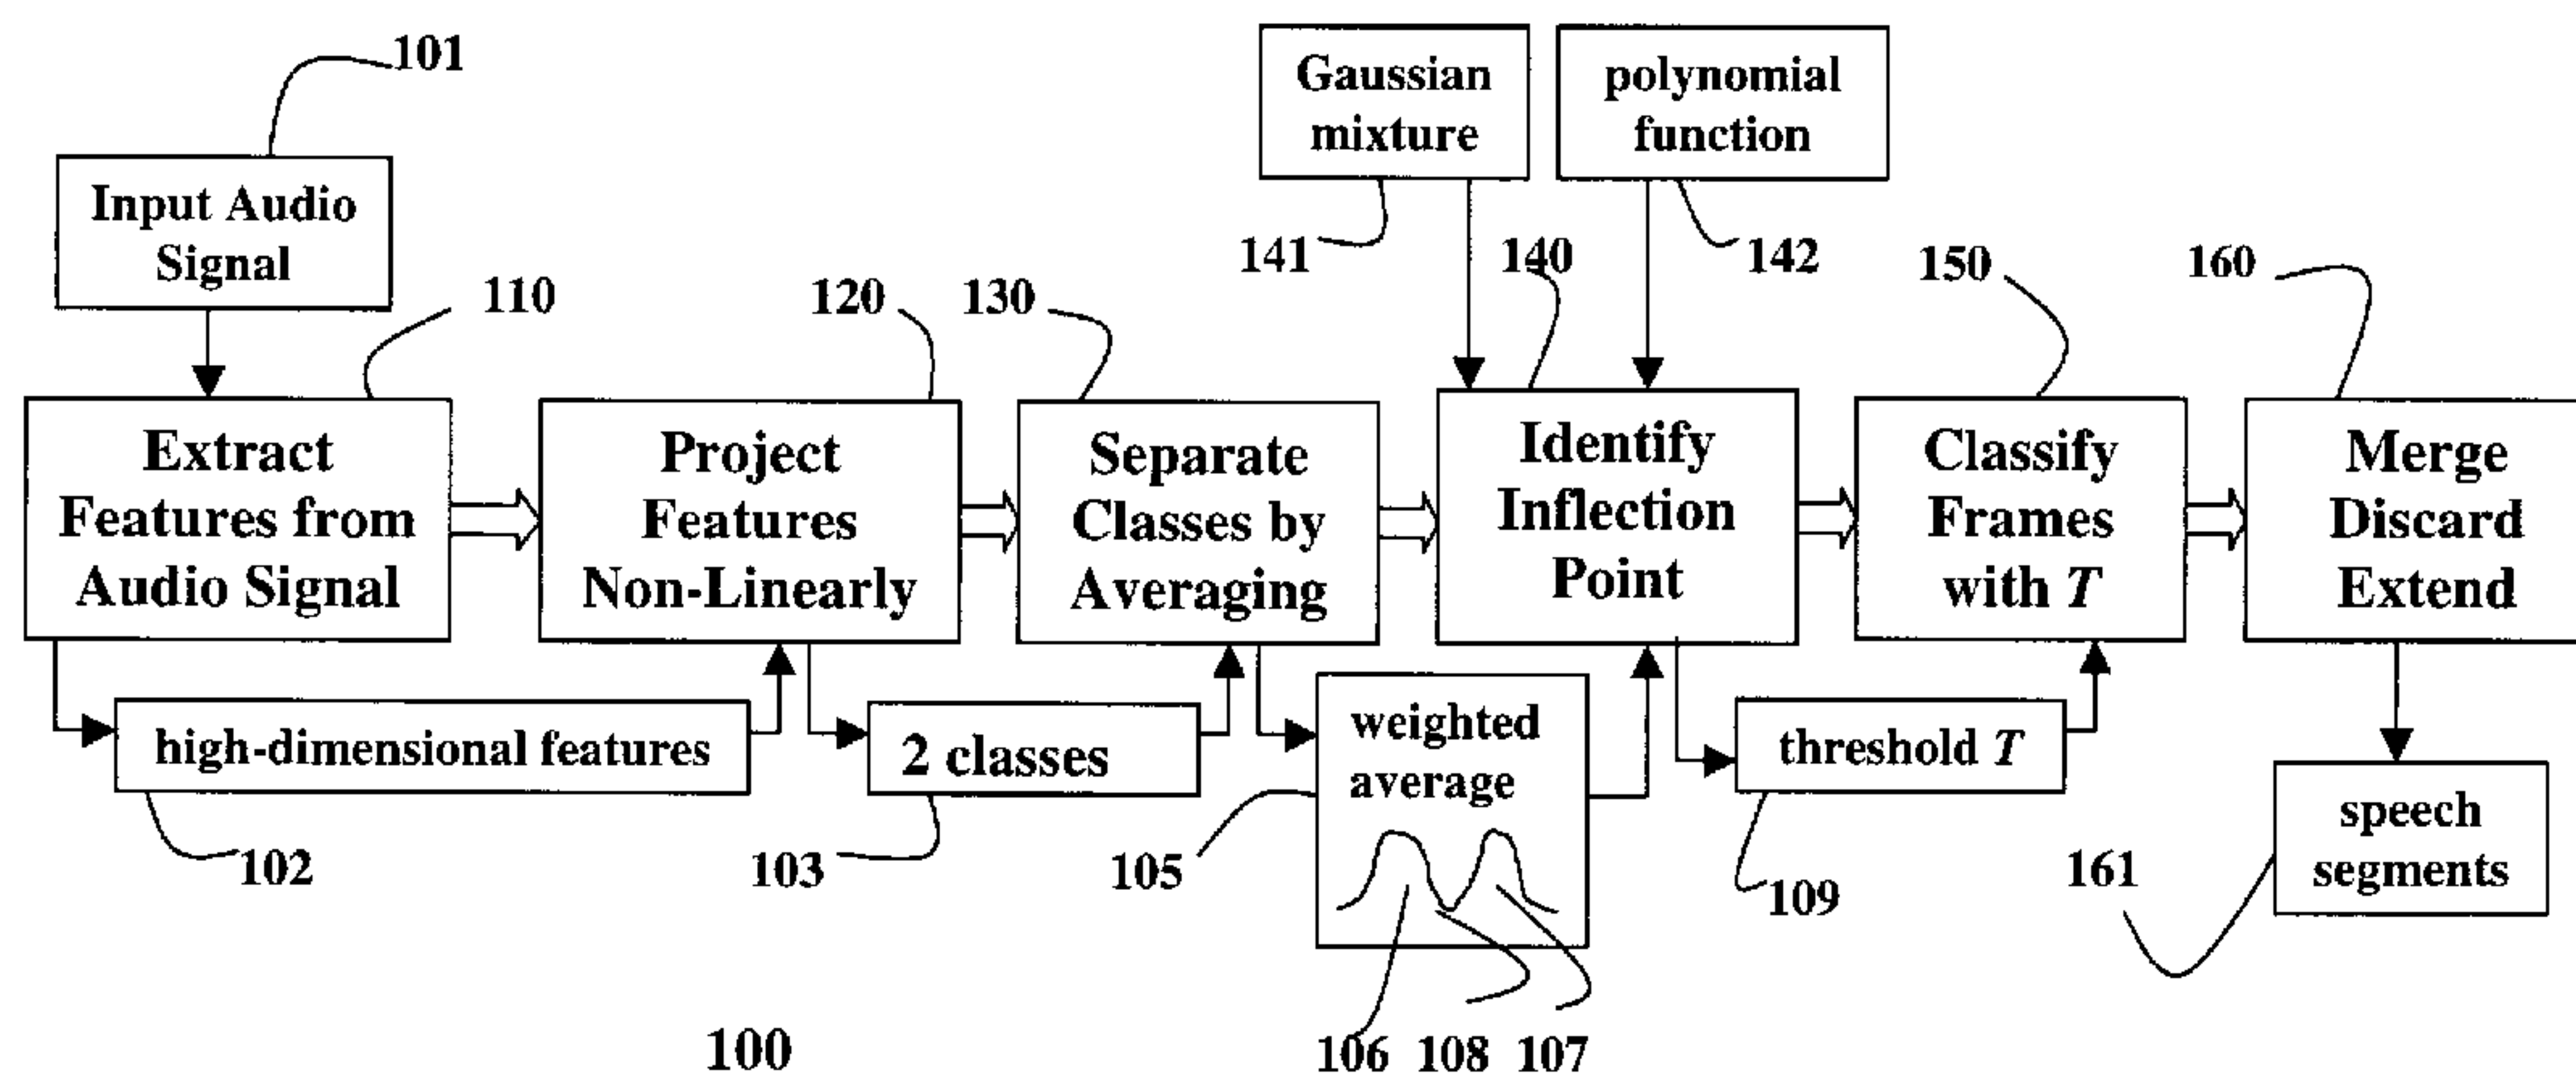 101
Input Audio
Signal
110
Extract
Features from
Audio Signal
high-dimensional features
102
120
Project
Features
Non-Linearly
2 classes
103
130
Separate
Classes by
Averaging
weighted
average
105
106
108
107
Gaussian
mixture
141
polynomial
function
142
140
Identify
Inflection
Point
threshold T
109
150
Classify
Frames
with T
160
Merge
Discard
Extend
speech
segments
161
100